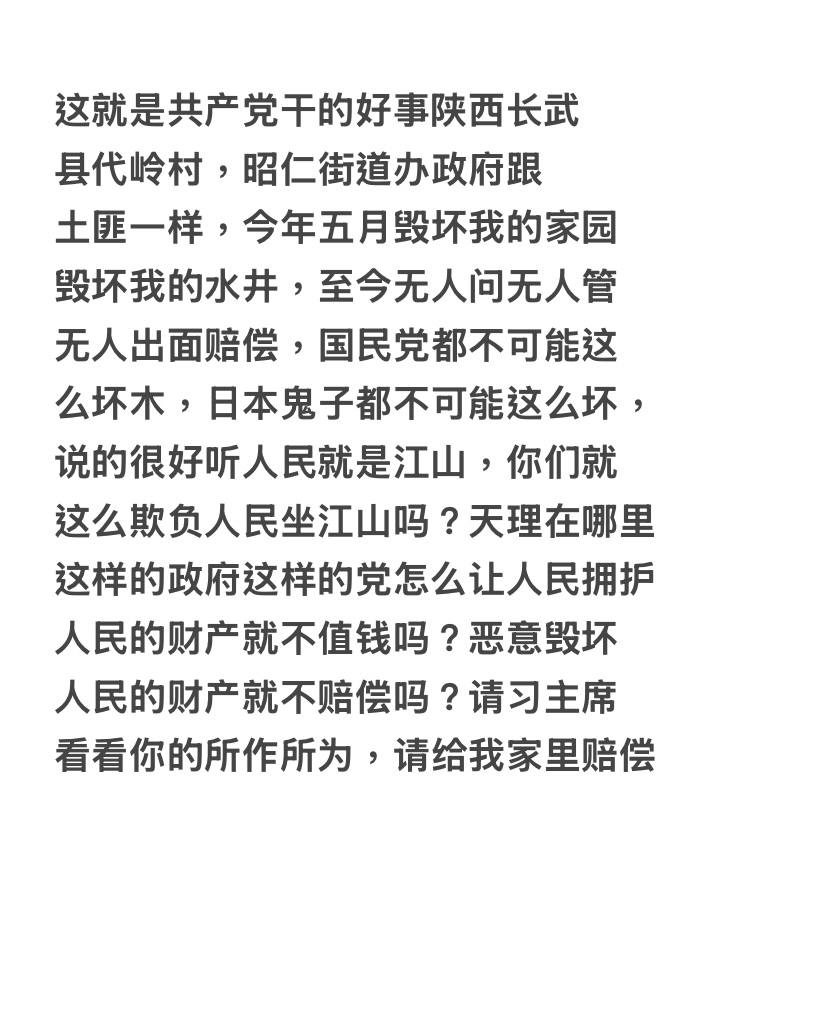 这就是共产党干的好事陕西长武
县代岭村，昭仁街道办政府跟
土匪一样，今年五月毁坏我的家园
毁坏我的水井，至今无人问无人管
无人出面赔偿，国民党都不可能这
么坏木，日本鬼子都不可能这么坏，
说的很好听人民就是江山，你们就
这么欺负人民坐江山吗？天理在哪里
这样的政府这样的党怎么让人民拥护
人民的财产就不值钱吗？恶意毁坏
人民的财产就不赔偿吗？请习主席
看看你的所作所为，请给我家里赔偿